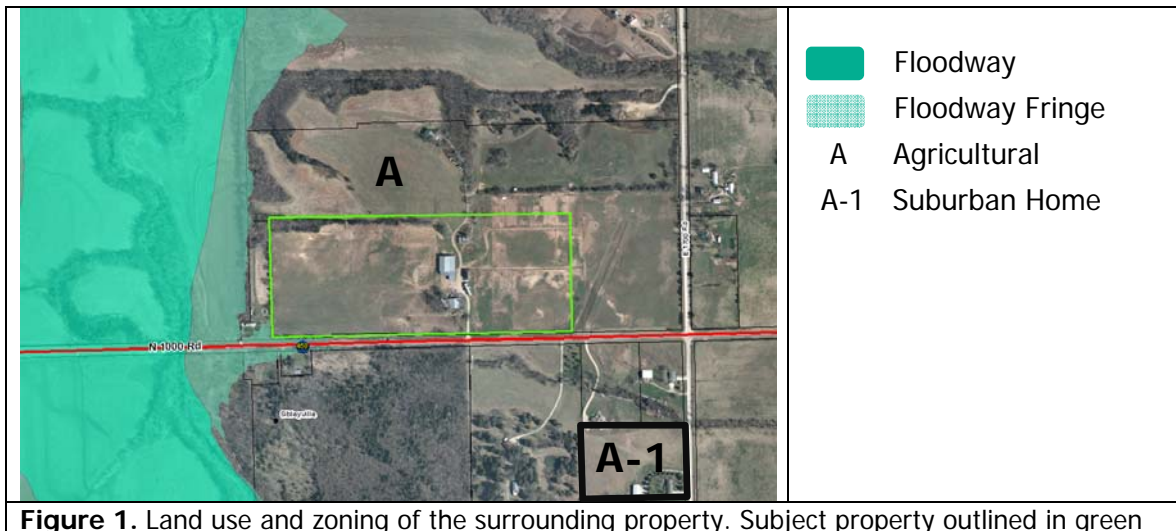 A
N 1000 Rd
Sibleyville
A-1
Floodway
Floodway Fringe
A Agricultural
A-1 Suburban Home
Figure 1. Land use and zoning of the surrounding property. Subject property outlined in green